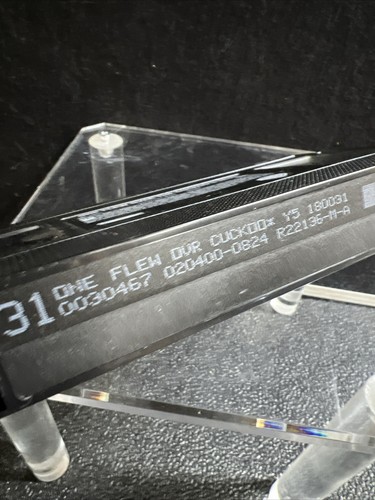 31
ONE FLEW OVR CUCKOO* Y5 180031
0030467 020400-0824 R22136-M-A